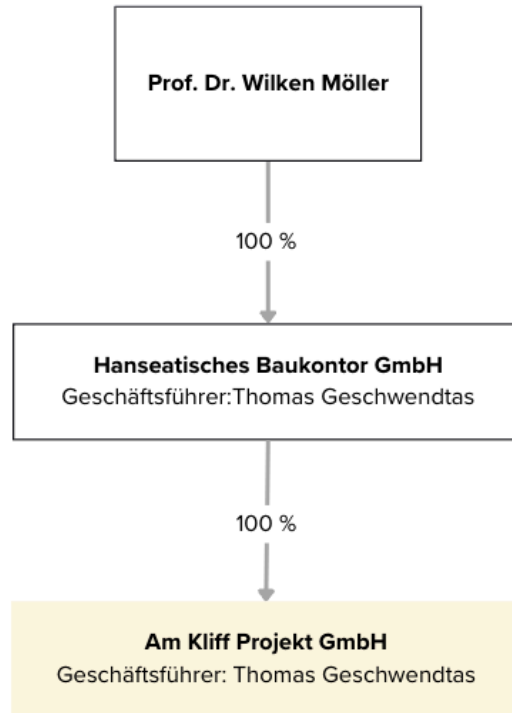 Prof. Dr. Wilken Möller
100 %
Hanseatisches Baukontor GmbH
Geschäftsführer:Thomas Geschwendtas
100 %
Am Kliff Projekt GmbH
Geschäftsführer: Thomas Geschwendtas